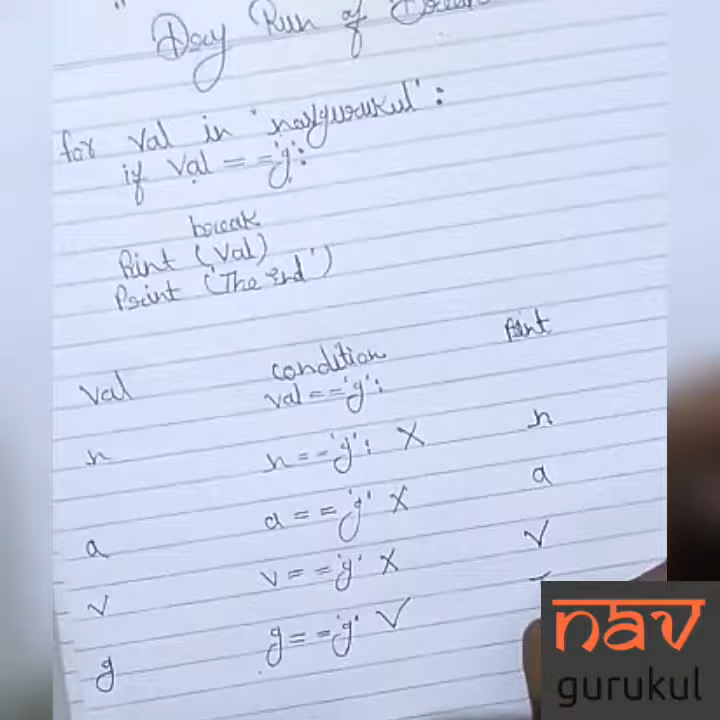 Day Run of
for val in 'navgurukul':
if val == 'g':
break
Print (val)
Print ('The End')
val condition Print
val == 'g':
n n == 'g': X n
a a == 'g' X a
v v == 'g' X v
g g == 'g' √
nav
gurukul